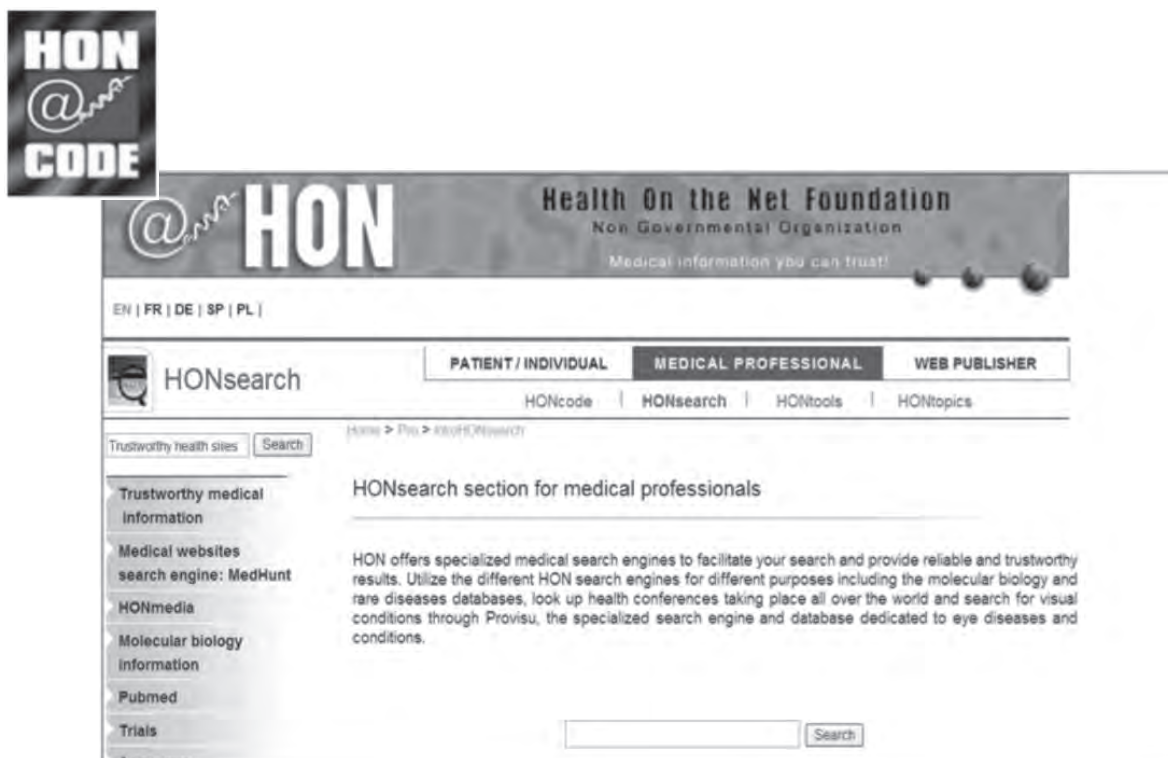 HON
@
CODE
@ HON
Health On the Net Foundation
Non Governmental Organization
Medical information you can trust!
EN | FR | DE | SP | PL |
HONsearch
PATIENT / INDIVIDUAL MEDICAL PROFESSIONAL WEB PUBLISHER
HONcode | HONsearch | HONtools | HONtopics
Trustworthy health sites Search
Home > Pro > IntroHONsearch
Trustworthy medical
information
Medical websites
search engine: MedHunt
HONmedia
Molecular biology
information
Pubmed
Trials
HONsearch section for medical professionals
HON offers specialized medical search engines to facilitate your search and provide reliable and trustworthy
results. Utilize the different HON search engines for different purposes including the molecular biology and
rare diseases databases, look up health conferences taking place all over the world and search for visual
conditions through Provisu, the specialized search engine and database dedicated to eye diseases and
conditions.
Search